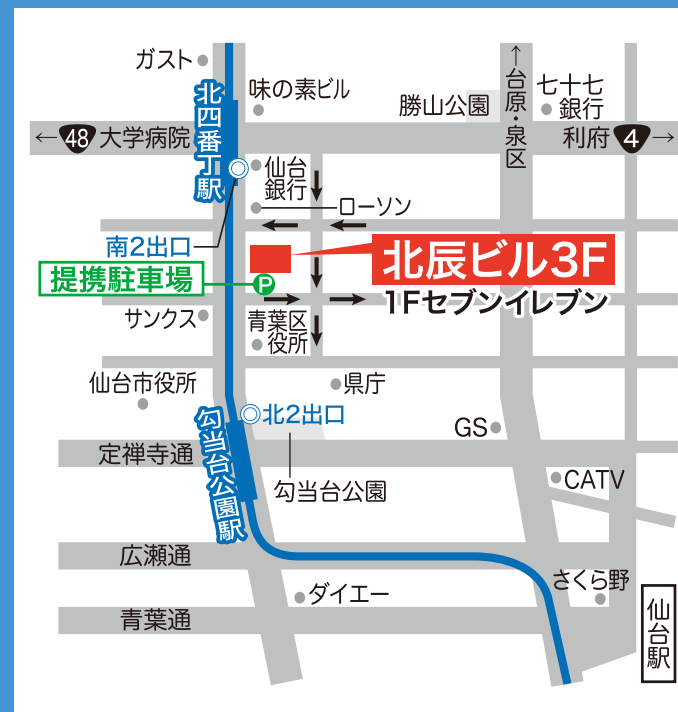 ガスト
味の素ビル
勝山公園
↑台原・泉区
七十七
銀行
北四番丁駅
← 48 大学病院
利府 4 →
仙台
銀行
ローソン
南2出口
北辰ビル3F
1Fセブンイレブン
提携駐車場
P
サンクス
青葉区
役所
仙台市役所
県庁
北2出口
GS
勾当台公園駅
定禅寺通
勾当台公園
CATV
広瀬通
さくら野
ダイエー
青葉通
仙台駅